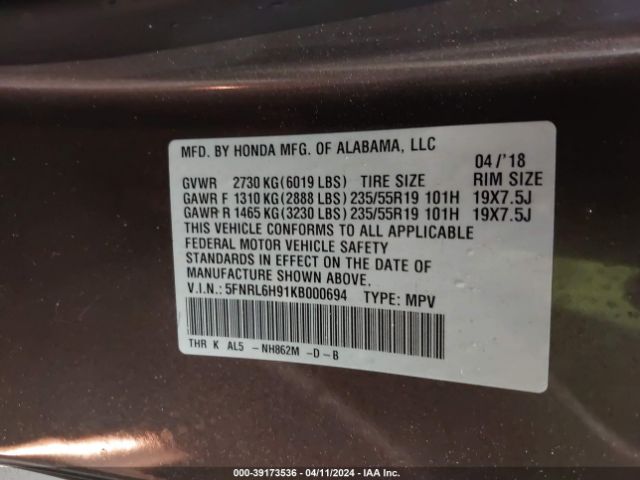 MFD. BY HONDA MFG. OF ALABAMA, LLC
04/'18
GVWR 2730 KG(6019 LBS) TIRE SIZE RIM SIZE
GAWR F 1310 KG(2888 LBS) 235/55R19 101H 19X7.5J
GAWR R 1465 KG(3230 LBS) 235/55R19 101H 19X7.5J
THIS VEHICLE CONFORMS TO ALL APPLICABLE
FEDERAL MOTOR VEHICLE SAFETY
STANDARDS IN EFFECT ON THE DATE OF
MANUFACTURE SHOWN ABOVE.
V.I.N.: 5FNRL6H91KB000694 TYPE: MPV
THR K AL5 -NH862M -D-B
000-39173536 - 04/11/2024 - IAA Inc.